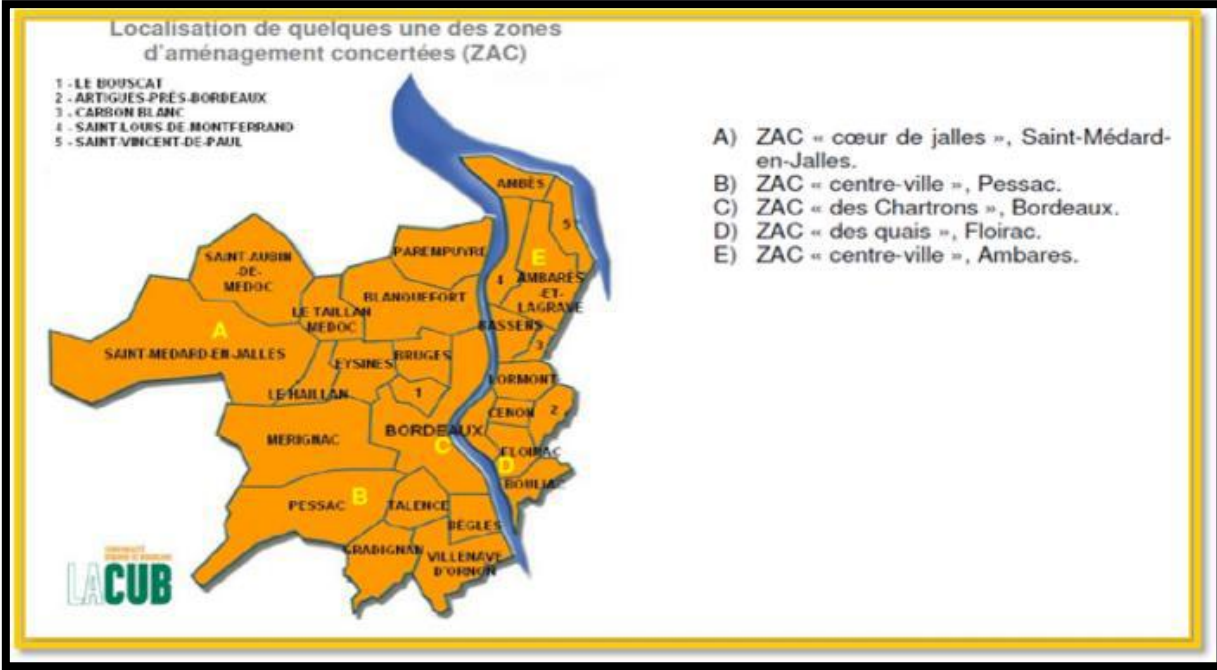 Localisation de quelques une des zones
d'aménagement concertées (ZAC)
1 - LE BOUSCAT
2 - ARTIGUES-PRÈS-BORDEAUX
3 - CARBON BLANC
4 - SAINT LOUIS-DE-MONTFERRAND
5 - SAINT-VINCENT-DE-PAUL
A) ZAC « cœur de jalles », Saint-Médard-
en-Jalles.
B) ZAC « centre-ville », Pessac.
C) ZAC « des Chartrons », Bordeaux.
D) ZAC « des quais », Floirac.
E) ZAC « centre-ville », Ambares.
AMBÈS
5
E
PAREMPUYRE
SAINT-AUBIN
-DE-
MEDOC
4
AMBARÈS
-ET-
LAGRAVE
BLANQUEFORT
LE TAILLAN
MEDOC
A
BASSENS
3
SAINT-MEDARD-EN-JALLES
EYSINES
BRUGES
LORMONT
LE HAILLAN
1
CENON
2
BORDEAUX
MERIGNAC
C
FLOIRAC
D
BOULIAC
PESSAC
B
TALENCE
BÈGLES
GRADIGNAN
VILLENAVE
D'ORNON
LACUB